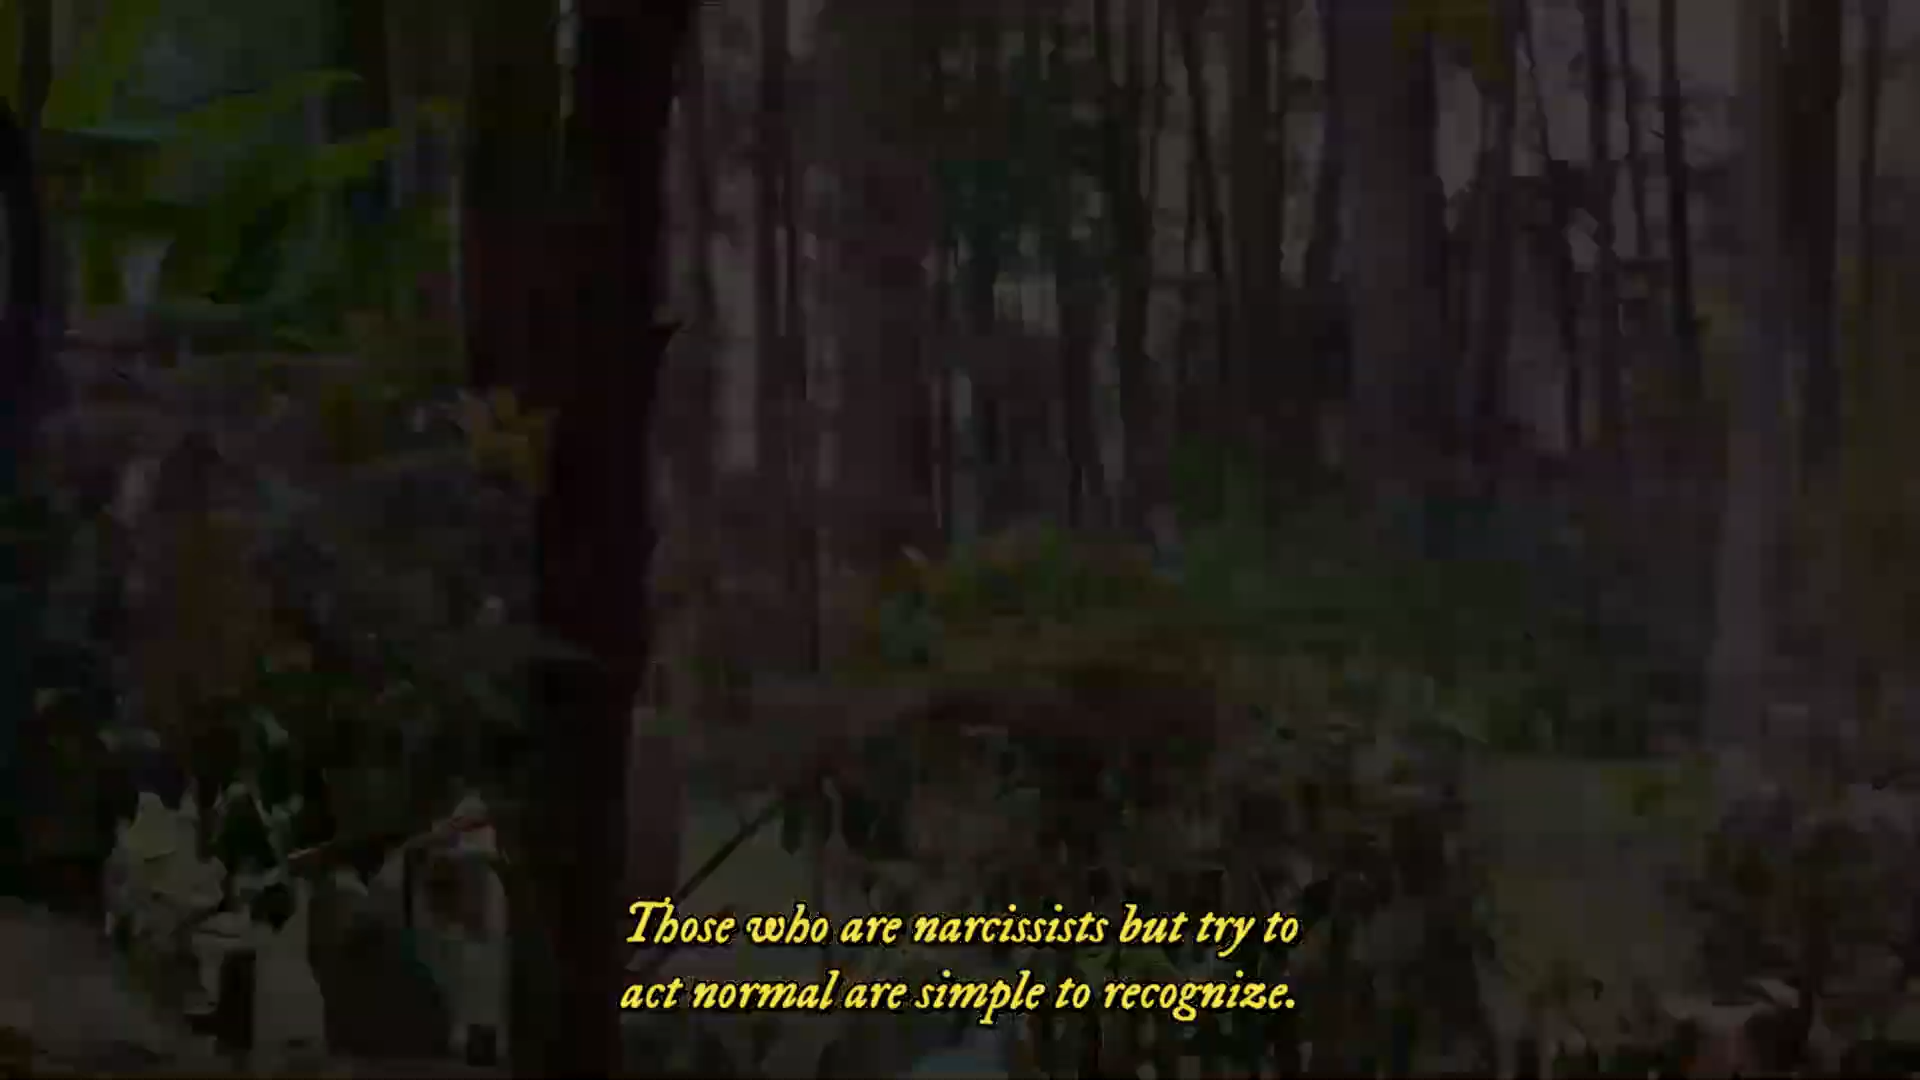 Those who are narcissists but try to
act normal are simple to recognize.